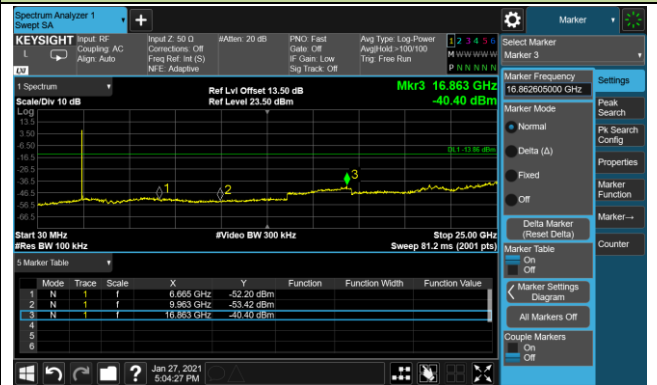 Spectrum Analyzer 1
Swept SA
Marker
KEYSIGHT
L
LXI
Input: RF
Coupling: AC
Align: Auto
Input Z: 50 Ω
Corrections: Off
Freq Ref: Int (S)
NFE: Adaptive
#Atten: 20 dB
PNO: Fast
Gate: Off
IF Gain: Low
Sig Track: Off
Avg Type: Log-Power
Avg|Hold:>100/100
Trig: Free Run
1 2 3 4 5 6
M W W W W W
P N N N N N
Select Marker
Marker 3
1 Spectrum
Scale/Div 10 dB
Log
Ref Lvl Offset 13.50 dB
Ref Level 23.50 dBm
Mkr3 16.863 GHz
-40.40 dBm
13.5
3.50
-6.50
-16.5
-26.5
-36.5
-46.5
-56.5
-66.5
DL1 -13.86 dBm
1
2
3
Start 30 MHz
#Res BW 100 kHz
#Video BW 300 kHz
Stop 25.00 GHz
Sweep 81.2 ms (2001 pts)
5 Marker Table
Mode Trace Scale X Y Function Function Width Function Value
1 N 1 f 6.665 GHz -52.20 dBm
2 N 1 f 9.963 GHz -53.42 dBm
3 N 1 f 16.863 GHz -40.40 dBm
4
5
6
Marker Frequency
16.862605000 GHz
Marker Mode
Normal
Delta (Δ)
Fixed
Off
Delta Marker
(Reset Delta)
Marker Table
On
Off
Marker Settings
Diagram
All Markers Off
Couple Markers
On
Off
Settings
Peak
Search
Pk Search
Config
Properties
Marker
Function
Marker→
Counter
?
Jan 27, 2021
5:04:27 PM